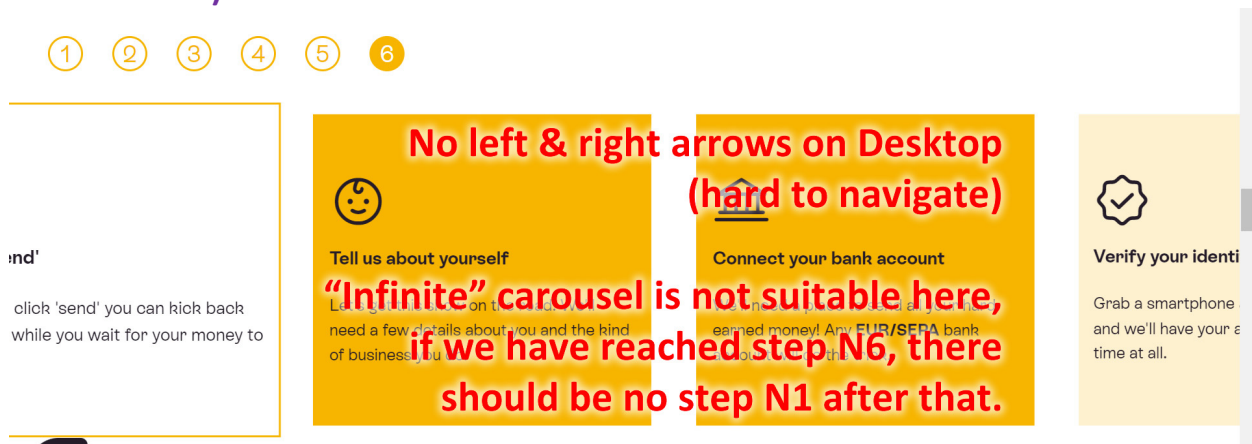 1 2 3 4 5 6
No left & right arrows on Desktop
(hard to navigate)
end'
click 'send' you can kick back
while you wait for your money to
Tell us about yourself
on the
need a few details about you and the kind
of business you
Connect your bank account
earned money! Any EUR/SEPA bank
Verify your identi
Grab a smartphone
and we'll have your a
time at all.
"Infinite" carousel is not suitable here,
if we have reached step N6, there
should be no step N1 after that.